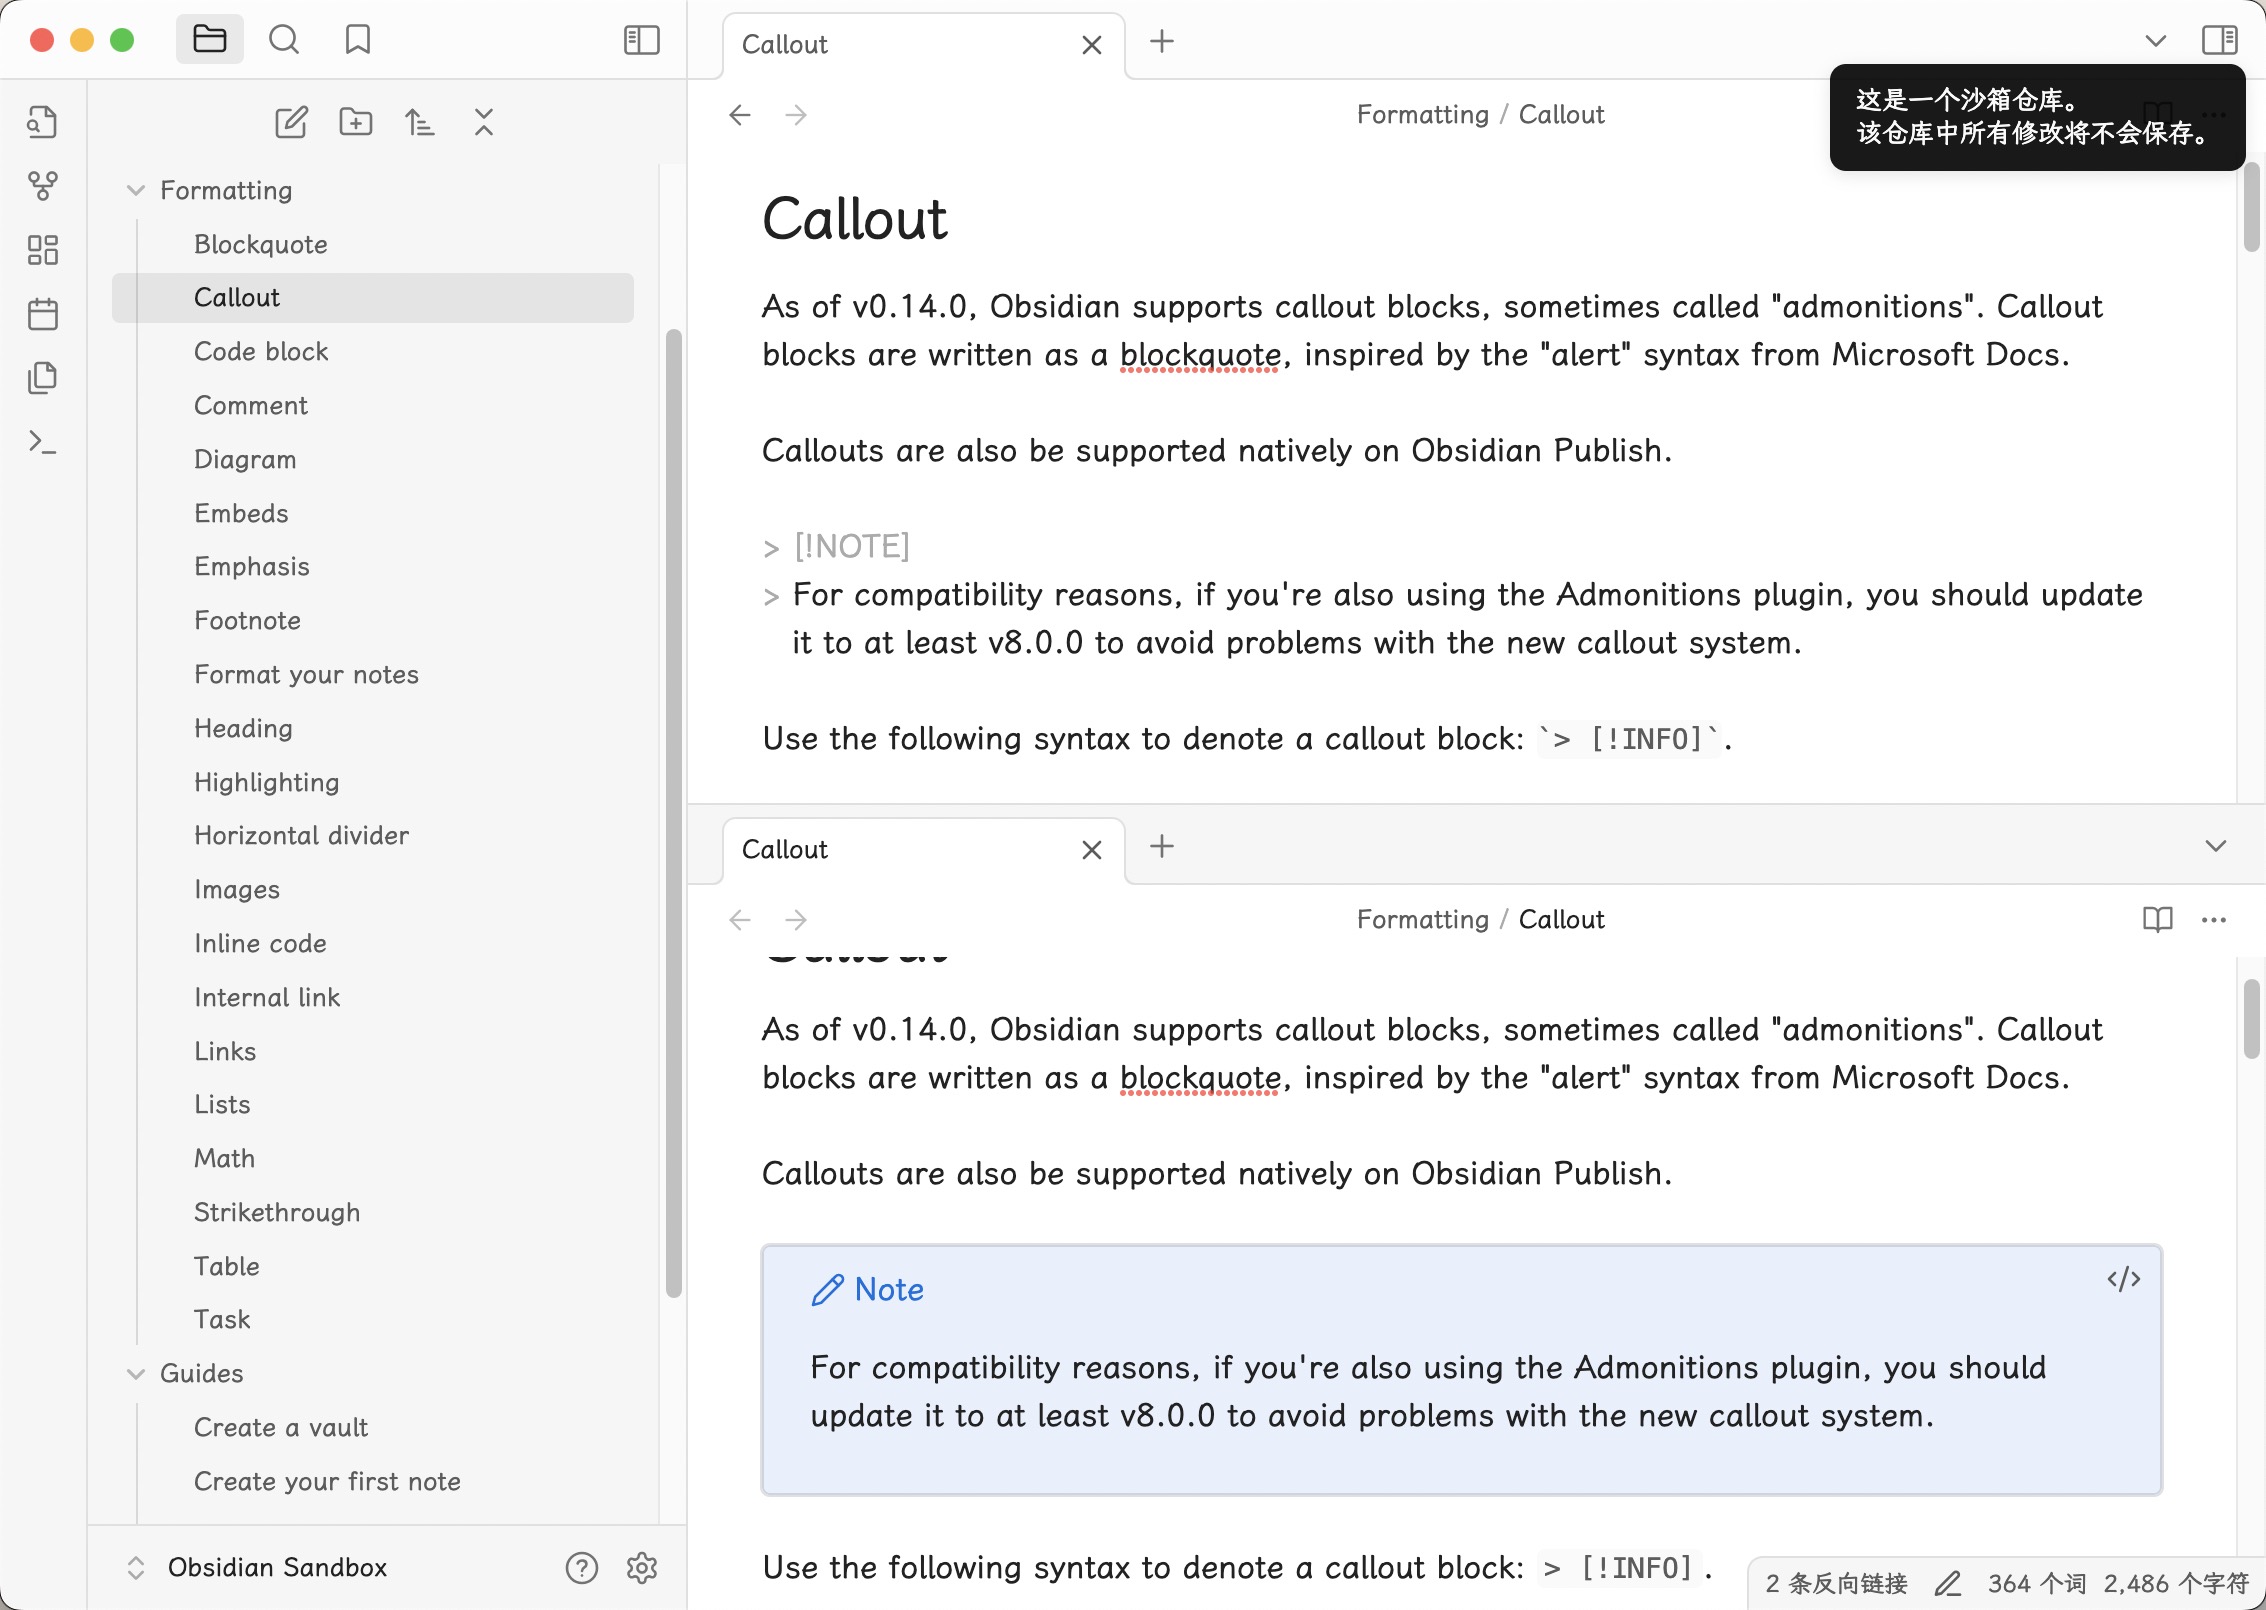 Callout
Formatting / Callout
这是一个沙箱仓库。
该仓库中所有修改将不会保存。
Formatting
Blockquote
Callout
Code block
Comment
Diagram
Embeds
Emphasis
Footnote
Format your notes
Heading
Highlighting
Horizontal divider
Images
Inline code
Internal link
Links
Lists
Math
Strikethrough
Table
Task
Guides
Create a vault
Create your first note
Obsidian Sandbox
Callout
As of v0.14.0, Obsidian supports callout blocks, sometimes called "admonitions". Callout
blocks are written as a blockquote, inspired by the "alert" syntax from Microsoft Docs.
Callouts are also be supported natively on Obsidian Publish.
> [!NOTE]
> For compatibility reasons, if you're also using the Admonitions plugin, you should update
it to at least v8.0.0 to avoid problems with the new callout system.
Use the following syntax to denote a callout block: `> [!INFO]`.
Callout
Formatting / Callout
As of v0.14.0, Obsidian supports callout blocks, sometimes called "admonitions". Callout
blocks are written as a blockquote, inspired by the "alert" syntax from Microsoft Docs.
Callouts are also be supported natively on Obsidian Publish.
Note
For compatibility reasons, if you're also using the Admonitions plugin, you should
update it to at least v8.0.0 to avoid problems with the new callout system.
Use the following syntax to denote a callout block: > [!INFO] .
2 条反向链接 364 个词 2,486 个字符